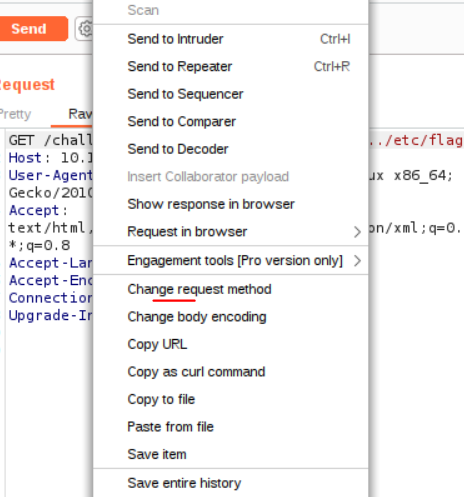 Scan
Send
Send to Intruder Ctrl+I
Send to Repeater Ctrl+R
Request
Send to Sequencer
Pretty Raw
Send to Comparer
GET /chall ../etc/flag
Send to Decoder
Host: 10.1
User-Agent ux x86_64;
Insert Collaborator payload
Gecko/2010
Show response in browser
Accept:
text/html, on/xml;q=0.
Request in browser
*;q=0.8
Engagement tools [Pro version only]
Accept-Lan
Accept-Enc
Change request method
Connection
Upgrade-In
Change body encoding
Copy URL
Copy as curl command
Copy to file
Paste from file
Save item
Save entire history